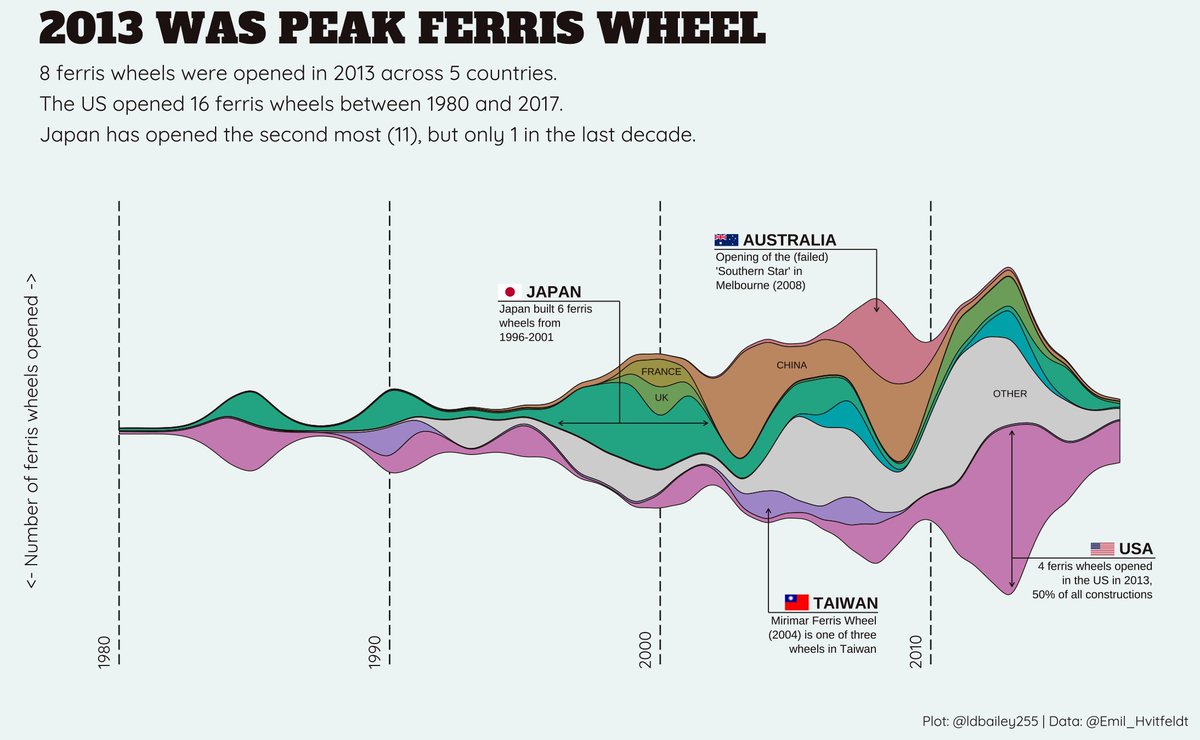 2013 WAS PEAK FERRIS WHEEL
8 ferris wheels were opened in 2013 across 5 countries.
The US opened 16 ferris wheels between 1980 and 2017.
Japan has opened the second most (11), but only 1 in the last decade.
<- Number of ferris wheels opened ->
AUSTRALIA
Opening of the (failed)
'Southern Star' in
Melbourne (2008)
JAPAN
Japan built 6 ferris
wheels from
1996-2001
FRANCE
UK
CHINA
OTHER
USA
4 ferris wheels opened
in the US in 2013,
50% of all constructions
TAIWAN
Mirimar Ferris Wheel
(2004) is one of three
wheels in Taiwan
1980
1990
2000
2010
Plot: @ldbailey255 | Data: @Emil_Hvitfeldt